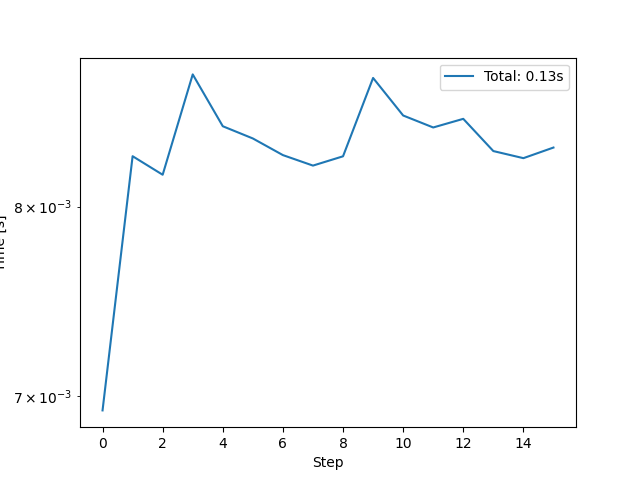 Total: 0.13s
8 × 10⁻³
7 × 10⁻³
Time [s]
0 2 4 6 8 10 12 14
Step